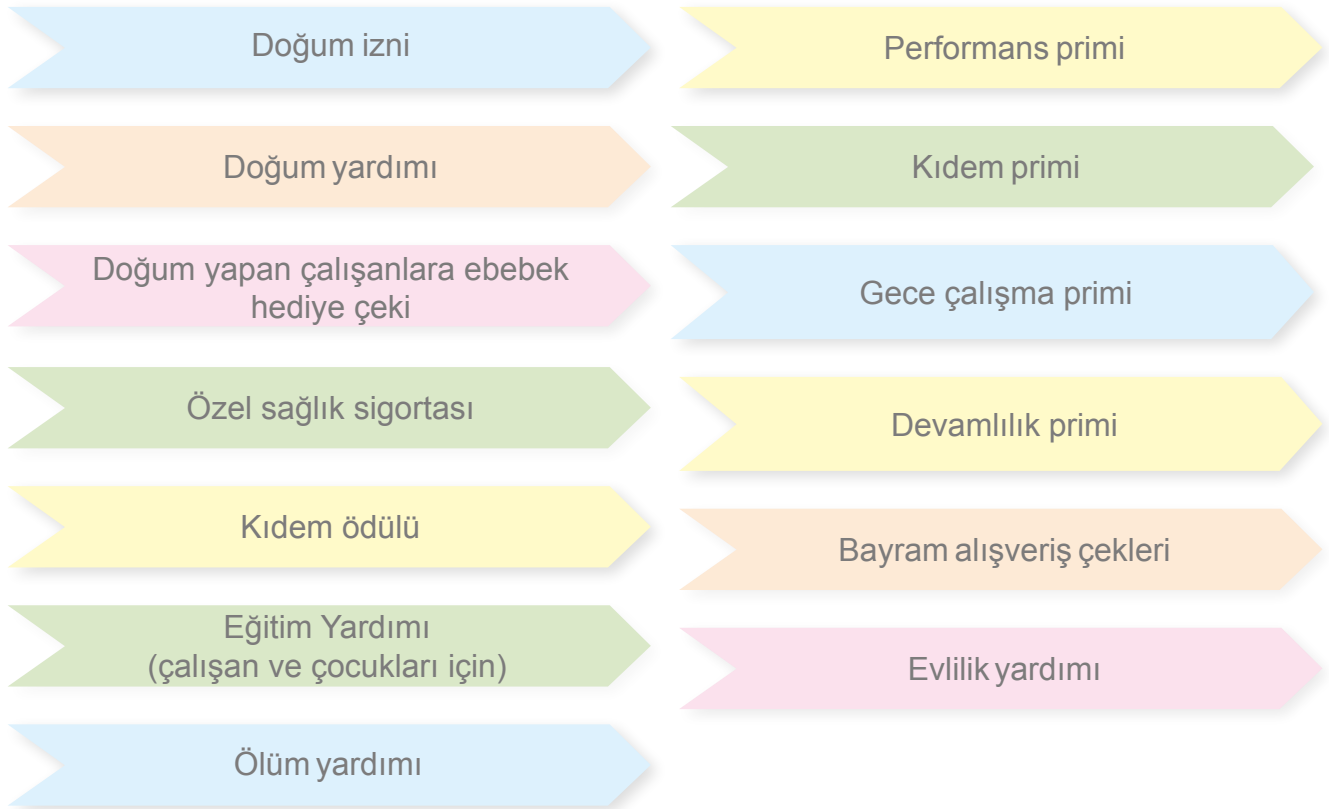 Doğum izni
Doğum yardımı
Doğum yapan çalışanlara ebebek
hediye çeki
Özel sağlık sigortası
Kıdem ödülü
Eğitim Yardımı
(çalışan ve çocukları için)
Ölüm yardımı
Performans primi
Kıdem primi
Gece çalışma primi
Devamlılık primi
Bayram alışveriş çekleri
Evlilik yardımı